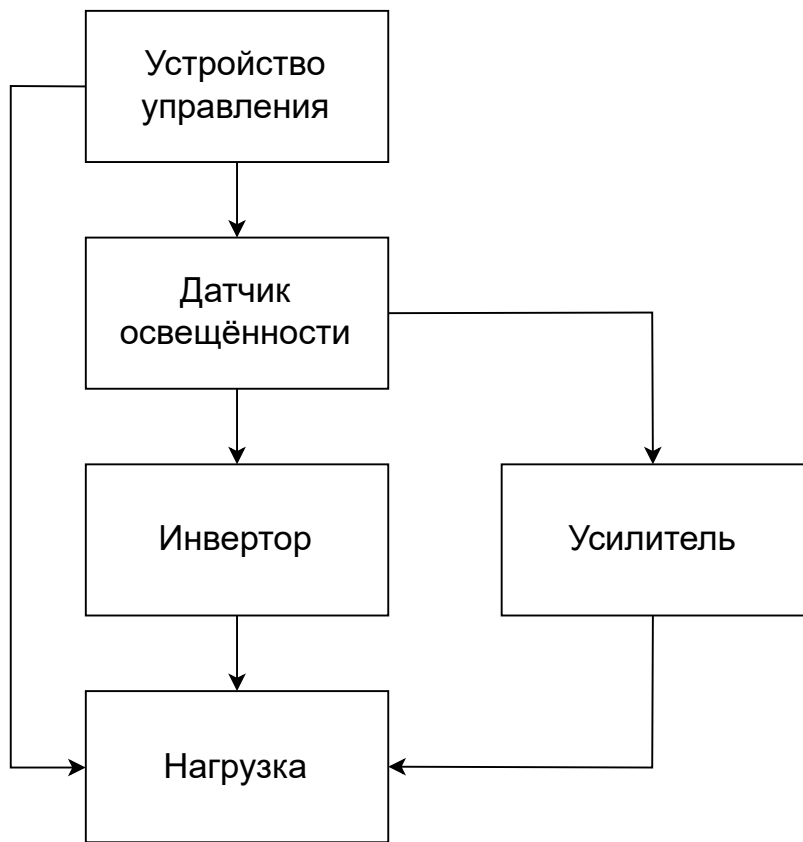 Устройство
управления
Датчик
освещённости
Инвертор
Усилитель
Нагрузка